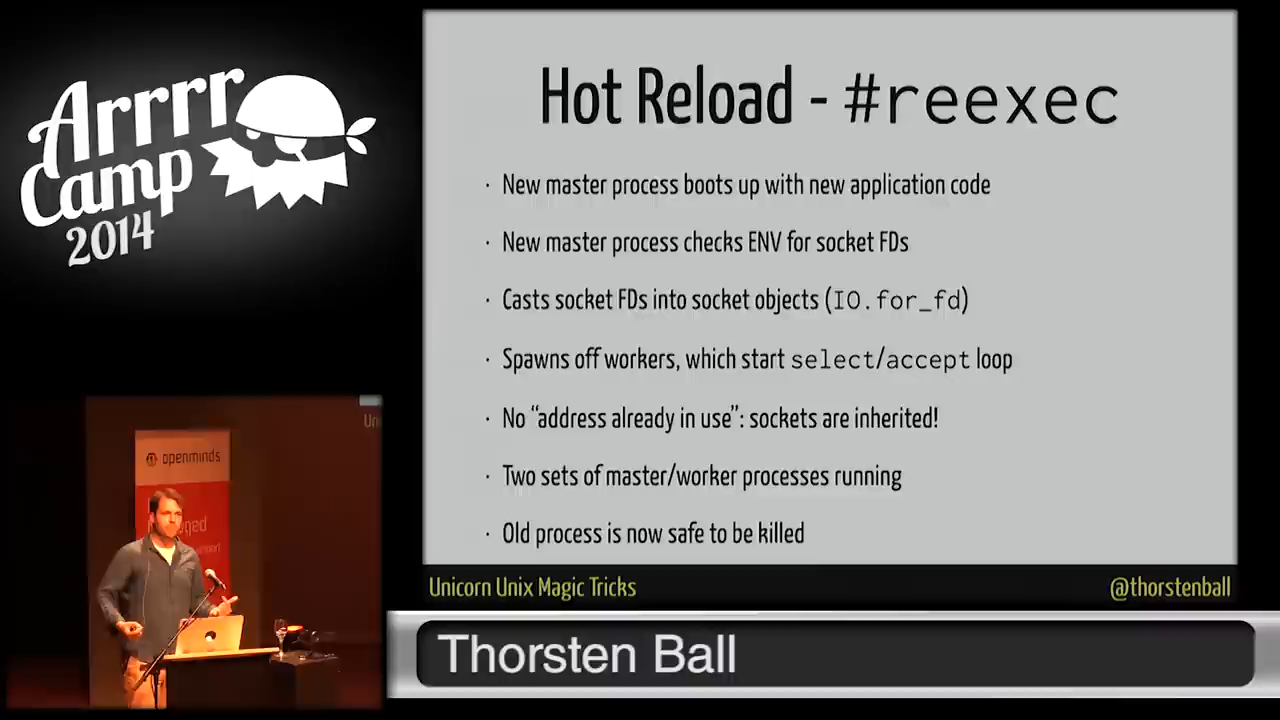 Arrrr
Camp
2014
Hot Reload - #reexec
· New master process boots up with new application code
· New master process checks ENV for socket FDs
· Casts socket FDs into socket objects (IO.for_fd)
· Spawns off workers, which start select/accept loop
· No “address already in use”: sockets are inherited!
· Two sets of master/worker processes running
· Old process is now safe to be killed
Unicorn Unix Magic Tricks
@thorstenball
Un
openminds
Thorsten Ball